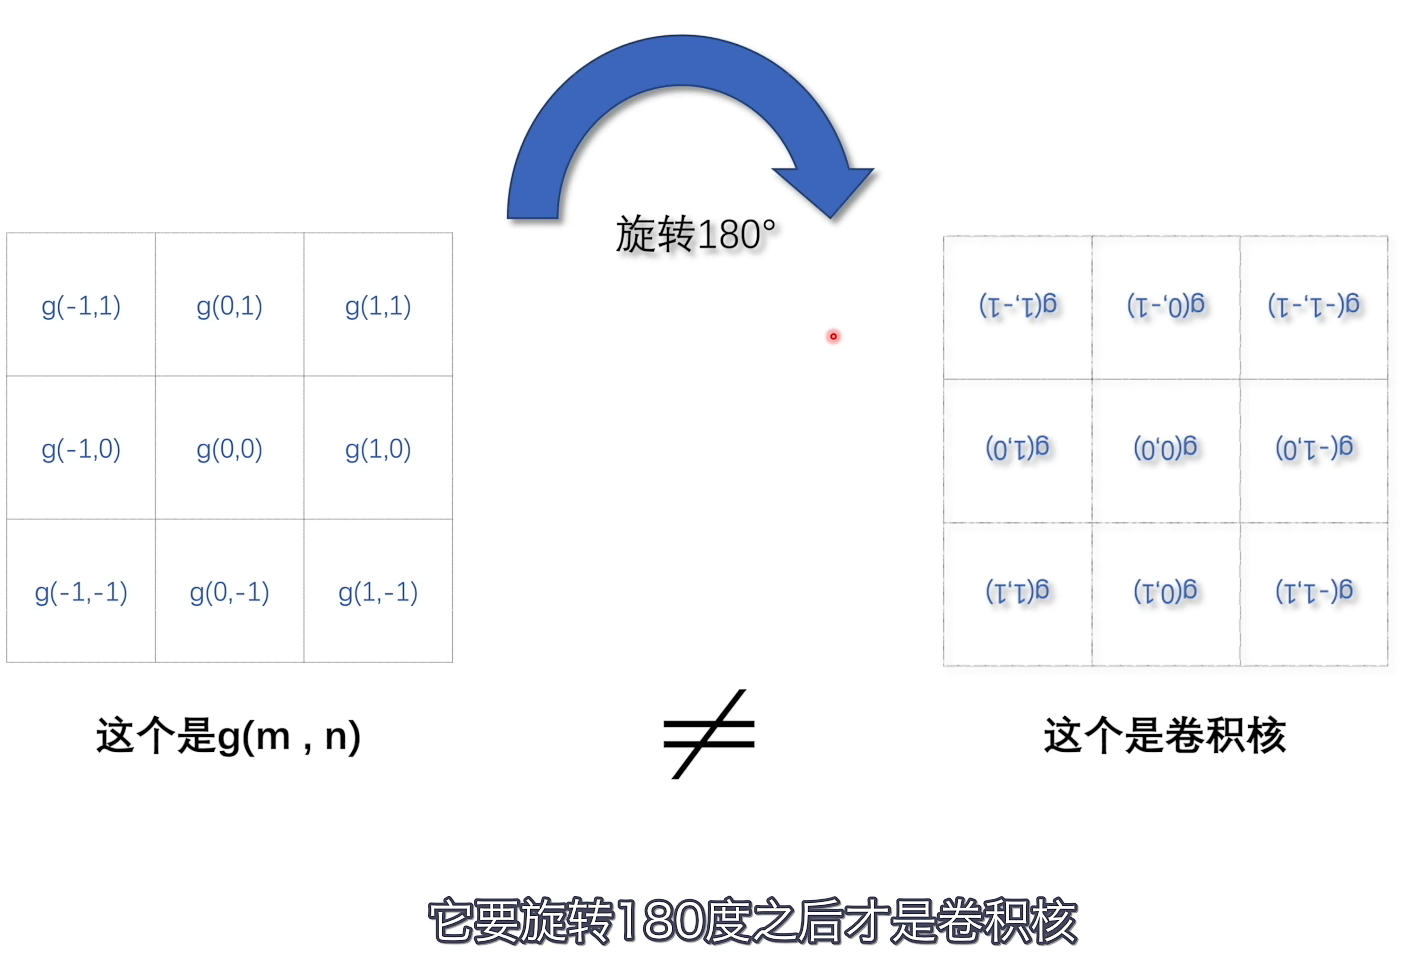 旋转180°
g(-1,1) g(0,1) g(1,1)
g(-1,0) g(0,0) g(1,0)
g(-1,-1) g(0,-1) g(1,-1)
g(1,-1) g(0,-1) g(-1,-1)
g(1,0) g(0,0) g(-1,0)
g(1,1) g(0,1) g(-1,1)
这个是g(m , n)
≠
这个是卷积核
它要旋转180度之后才是卷积核